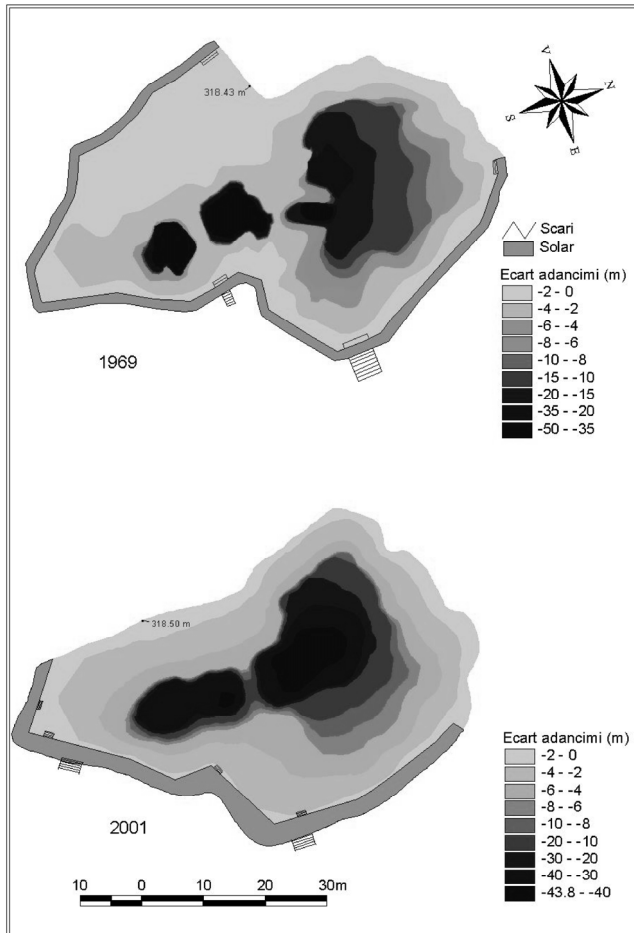 318.43 m
V
N
S
E
Scari
Solar
Ecart adancimi (m)
-2 - 0
-4 - -2
-6 - -4
-8 - -6
-10 - -8
-15 - -10
-20 - -15
-35 - -20
-50 - -35
1969
318.50 m
Ecart adancimi (m)
-2 - 0
-4 - -2
-6 - -4
-8 - -6
-10 - -8
-20 - -10
-30 - -20
-40 - -30
-43.8 - -40
2001
10 0 10 20 30m